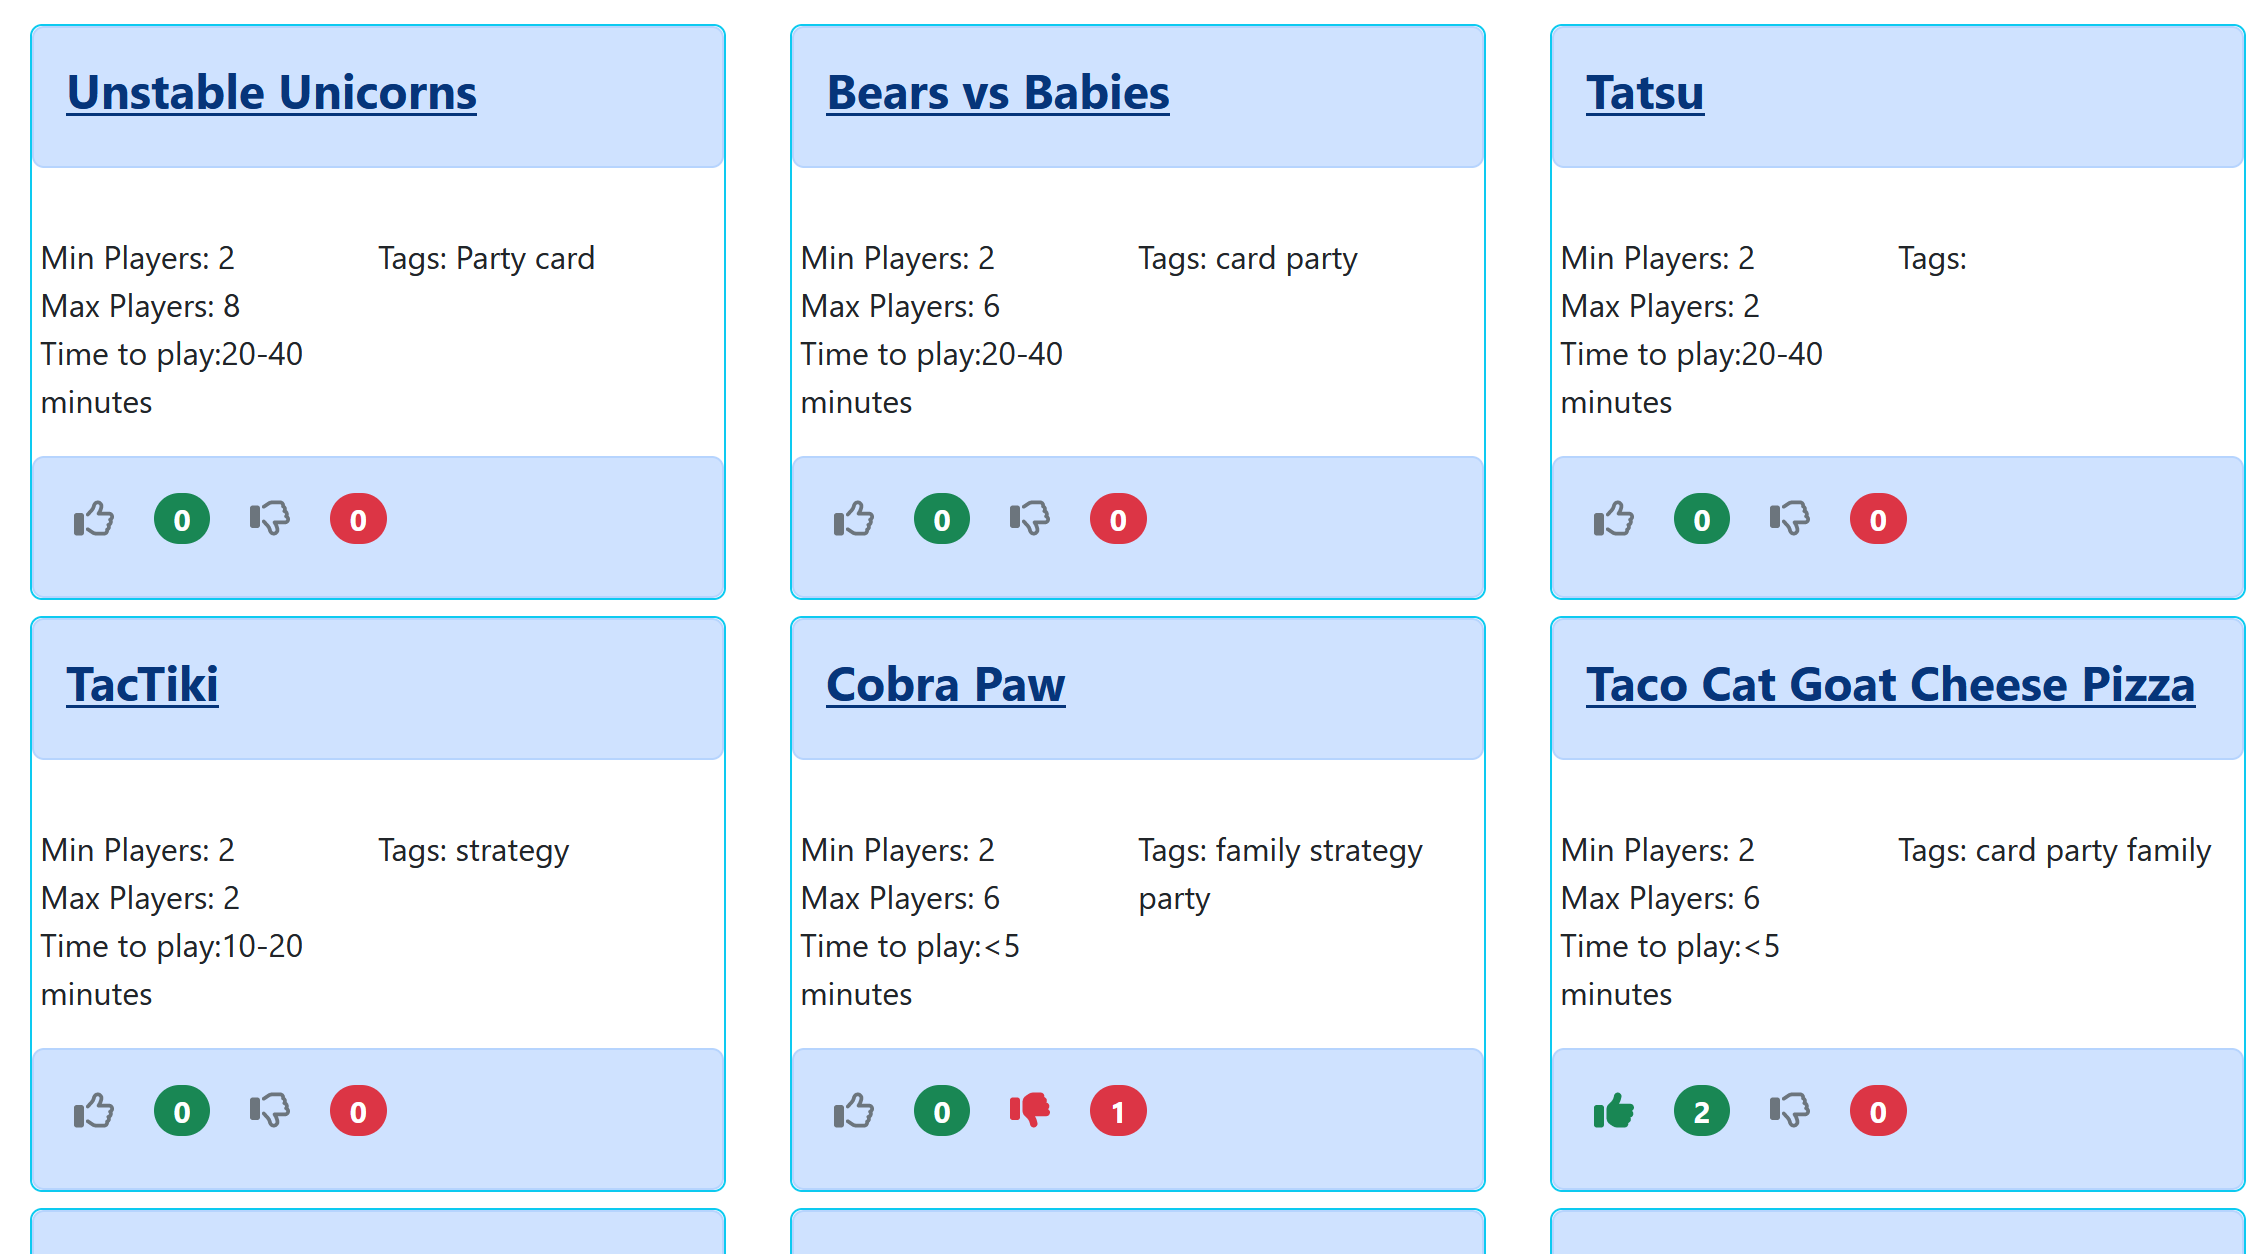 Unstable Unicorns
Min Players: 2
Max Players: 8
Time to play:20-40
minutes
Tags: Party card
0 0
Bears vs Babies
Min Players: 2
Max Players: 6
Time to play:20-40
minutes
Tags: card party
0 0
Tatsu
Min Players: 2
Max Players: 2
Time to play:20-40
minutes
Tags:
0 0
TacTiki
Min Players: 2
Max Players: 2
Time to play:10-20
minutes
Tags: strategy
0 0
Cobra Paw
Min Players: 2
Max Players: 6
Time to play:<5
minutes
Tags: family strategy
party
0 1
Taco Cat Goat Cheese Pizza
Min Players: 2
Max Players: 6
Time to play:<5
minutes
Tags: card party family
2 0